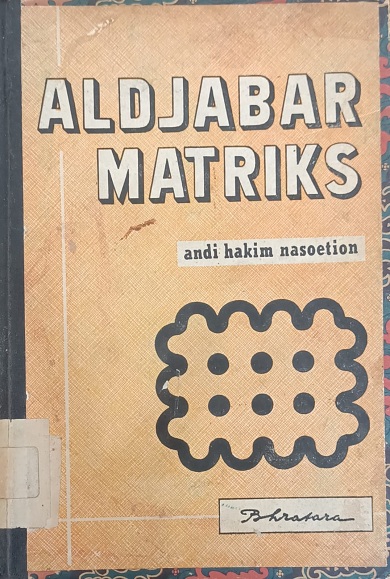 ALDJABAR
MATRIKS
andi hakim nasoetion
Bhratara